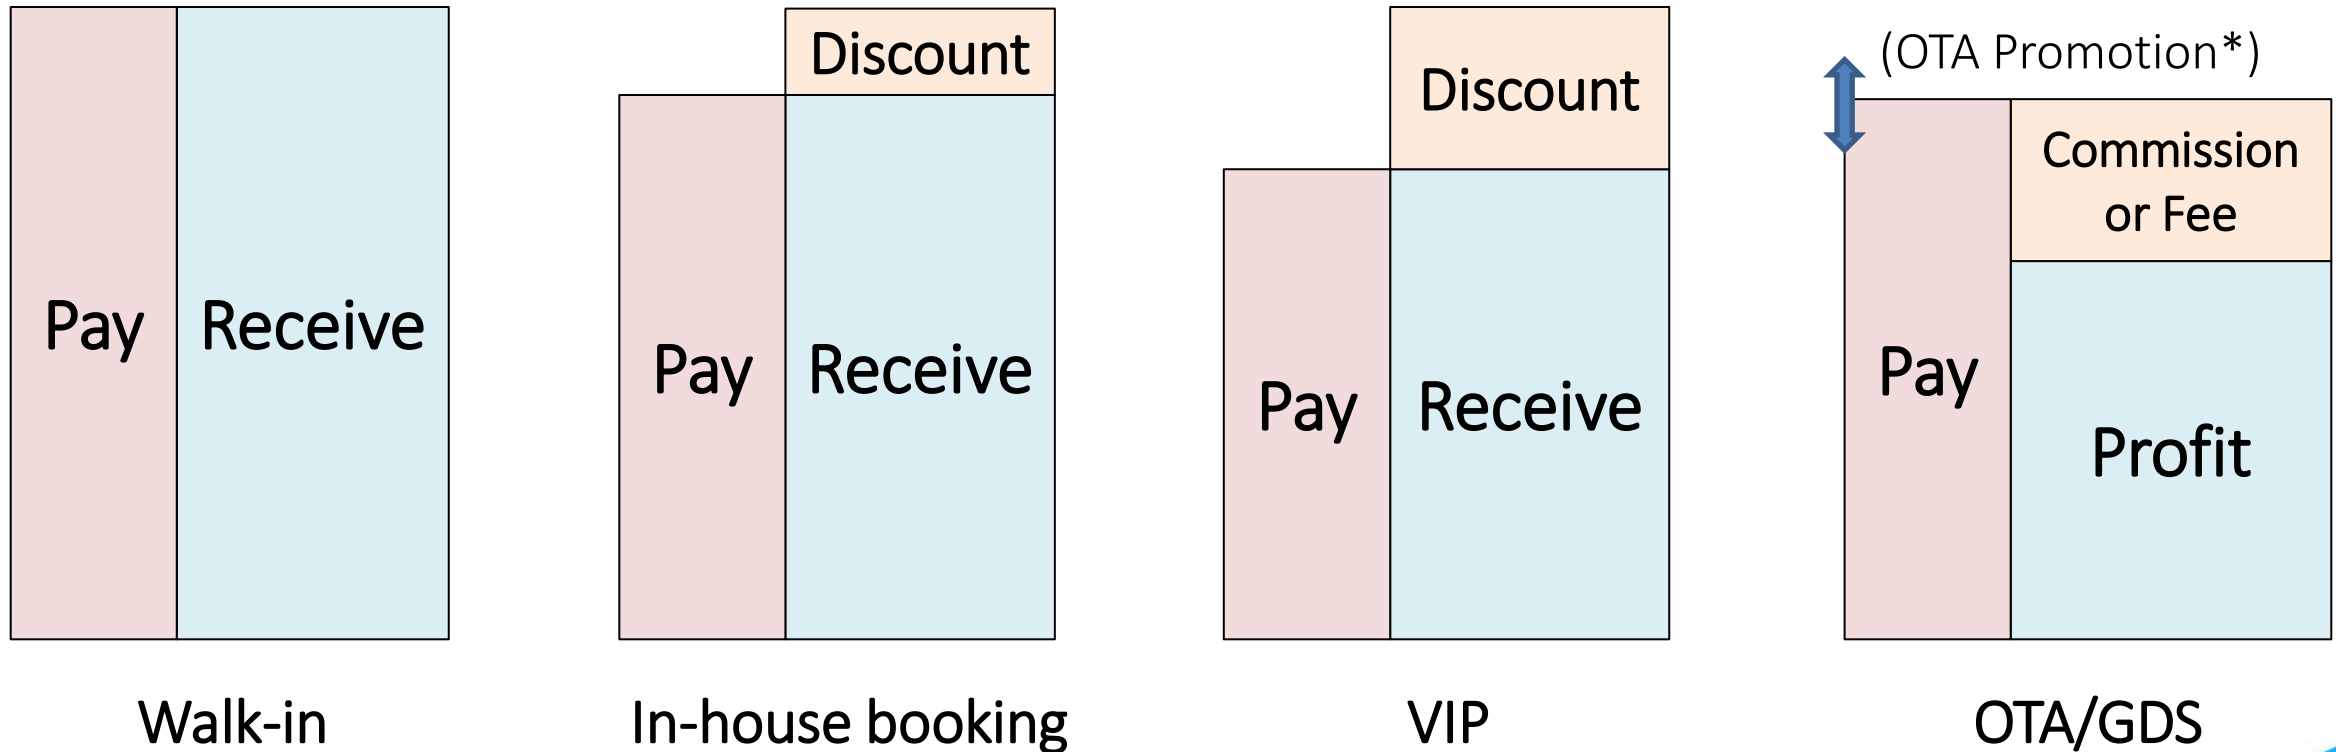 Pay
Receive
Walk-in
Discount
Pay
Receive
In-house booking
Discount
Pay
Receive
VIP
(OTA Promotion*)
Commission
or Fee
Pay
Profit
OTA/GDS